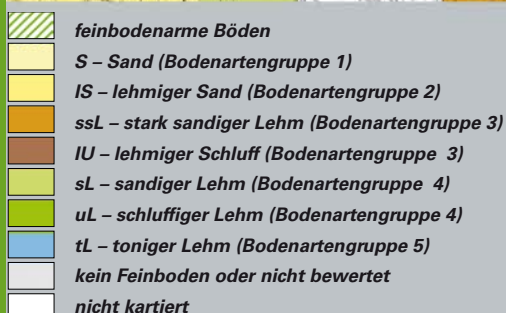 feinbodenarme Böden
S – Sand (Bodenartengruppe 1)
lS – lehmiger Sand (Bodenartengruppe 2)
ssL – stark sandiger Lehm (Bodenartengruppe 3)
lU – lehmiger Schluff (Bodenartengruppe 3)
sL – sandiger Lehm (Bodenartengruppe 4)
uL – schluffiger Lehm (Bodenartengruppe 4)
tL – toniger Lehm (Bodenartengruppe 5)
kein Feinboden oder nicht bewertet
nicht kartiert